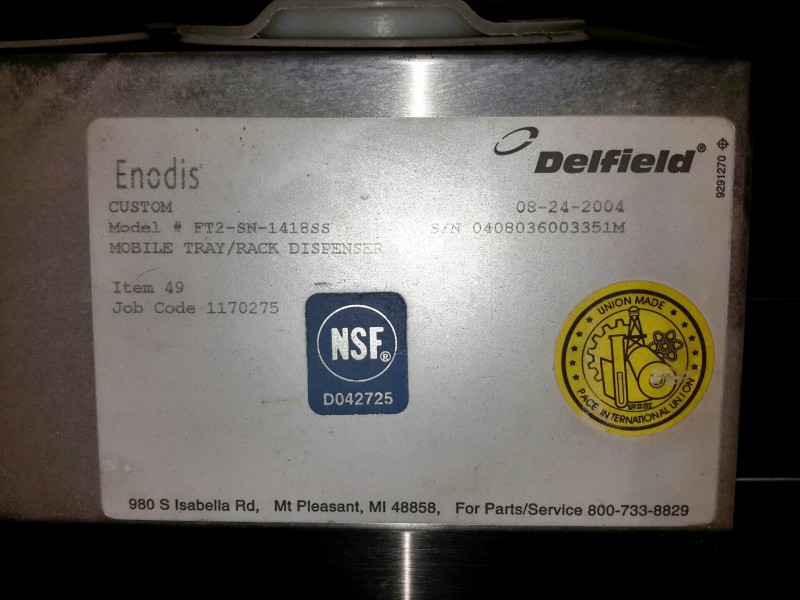 Enodis
Delfield®
9291270
CUSTOM 08-24-2004
Model # FT2-SN-1418SS S/N 0408036003351M
MOBILE TRAY/RACK DISPENSER
Item 49
Job Code 1170275
NSF®
D042725
UNION MADE
PACE INTERNATIONAL UNION
980 S Isabella Rd, Mt Pleasant, MI 48858, For Parts/Service 800-733-8829